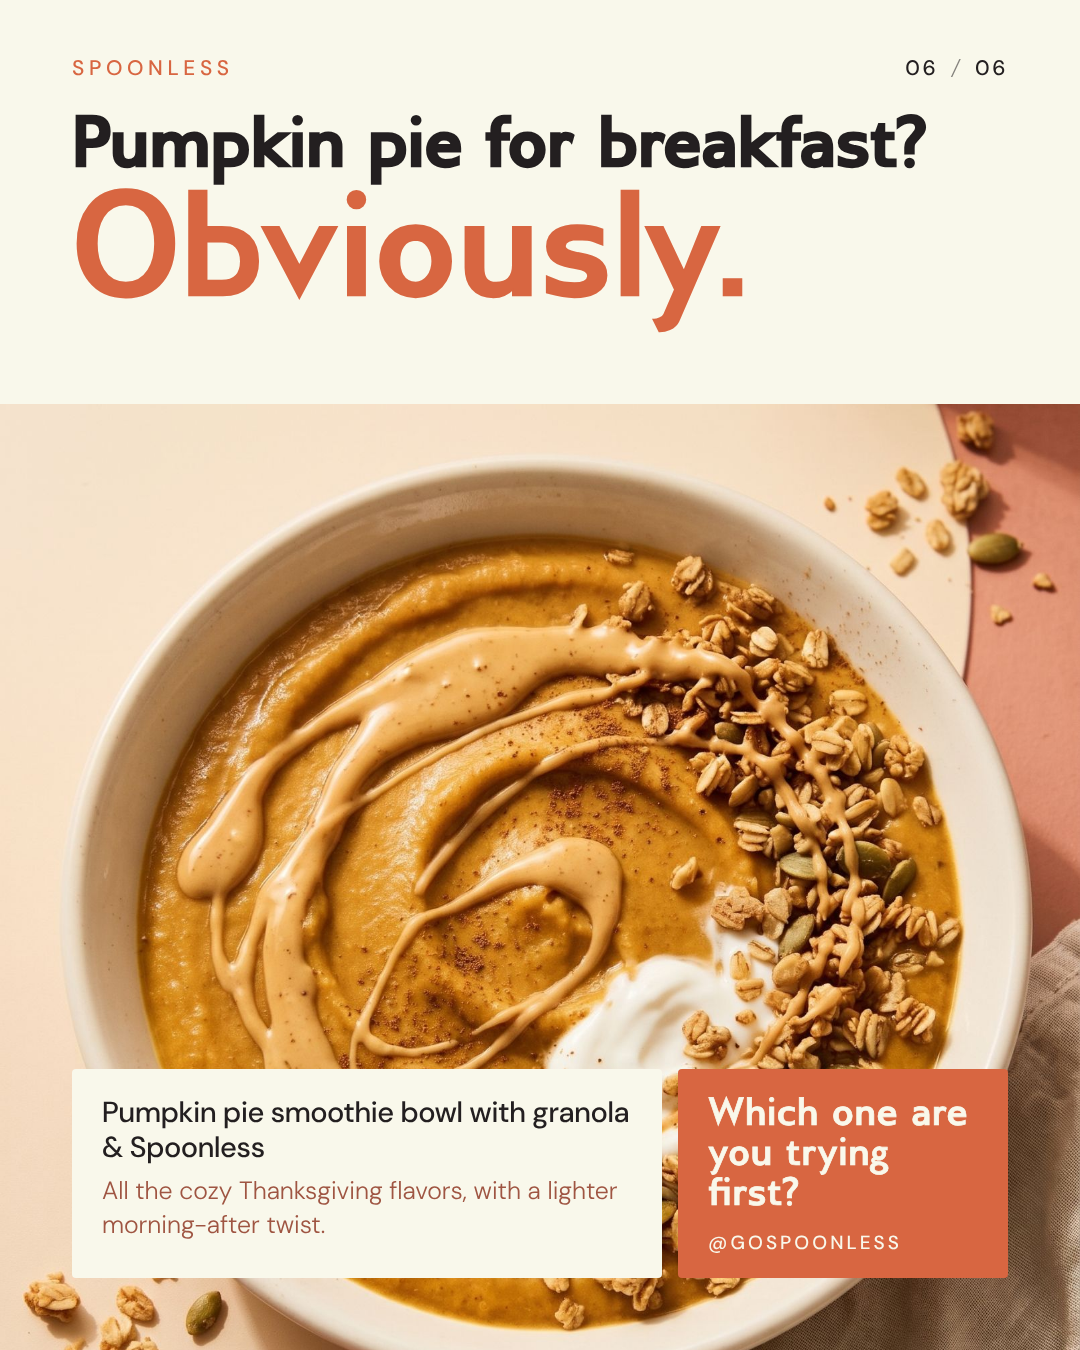 SPOONLESS
06 / 06
Pumpkin pie for breakfast?
Obviously.
Pumpkin pie smoothie bowl with granola
& Spoonless
All the cozy Thanksgiving flavors, with a lighter
morning-after twist.
Which one are
you trying
first?
@GOSPOONLESS